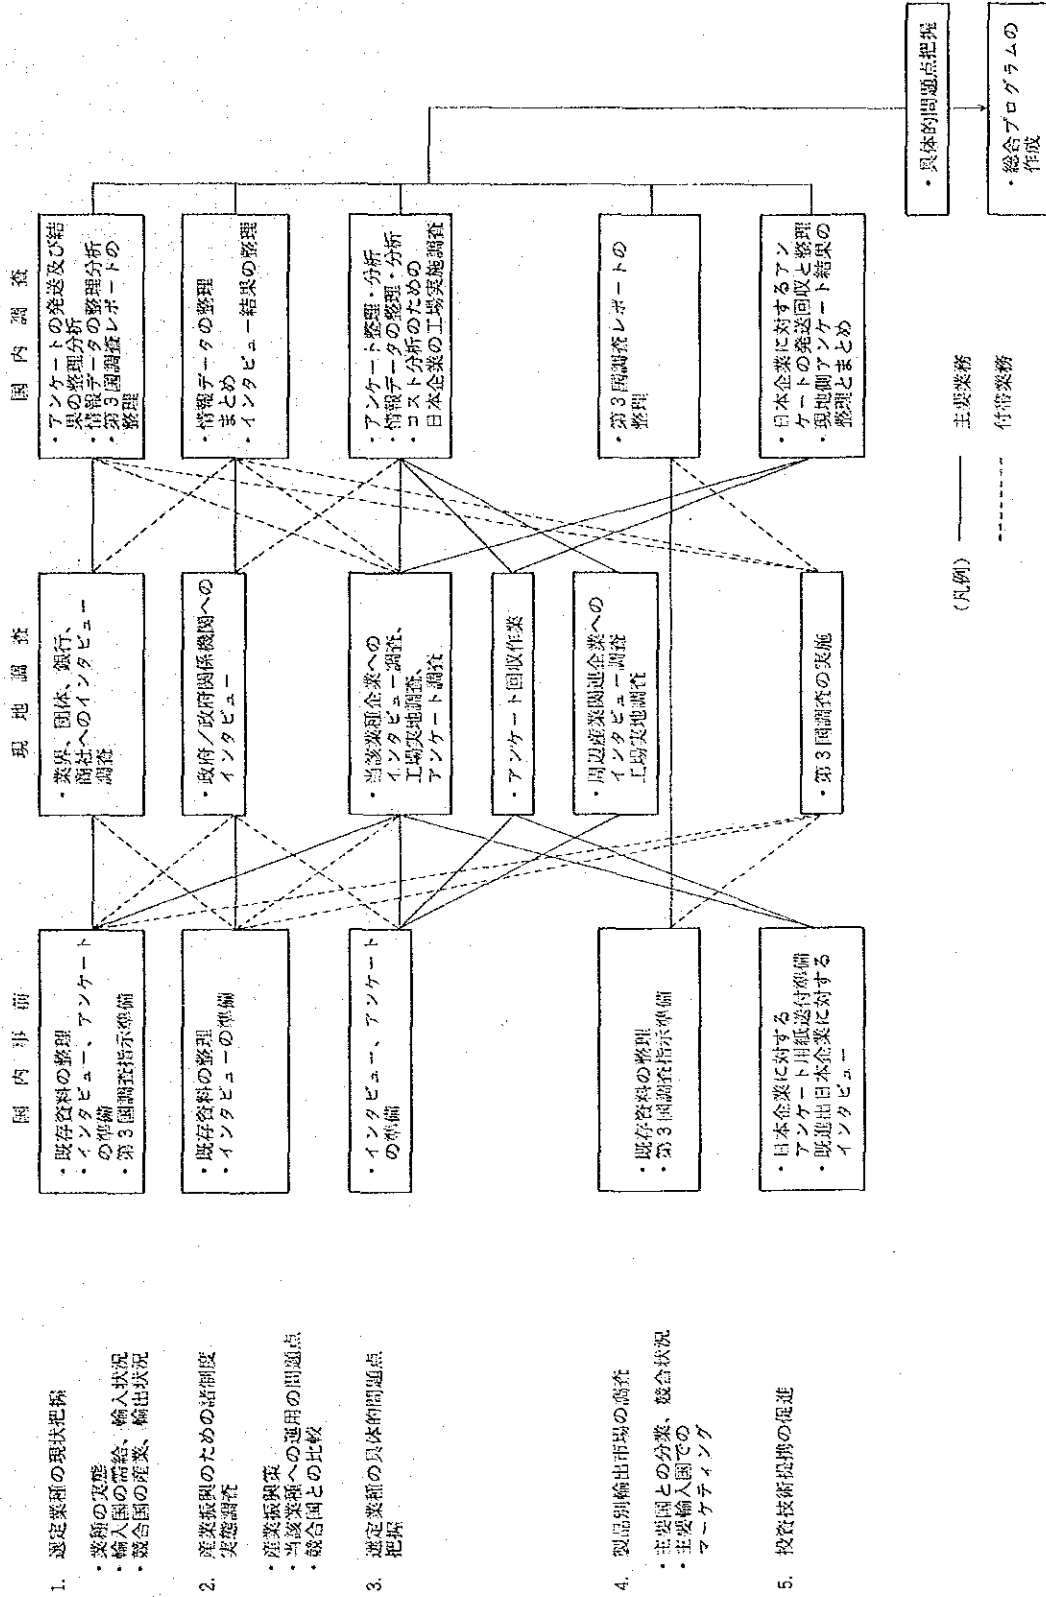 1. 選定業種の現状把握
・業種の実態
・輸入国の需給、輸入状況
・競合国の産業、輸出状況
2. 産業振興のための諸制度
実態調査
・産業振興策
・当該業種への運用の問題点
・競合国との比較
3. 選定業種の具体的問題点
把握
4. 製品別輸出市場の調査
・主要国との分業、競合状況
・主要輸入国での
マーケティング
5. 投資技術提携の促進
国内事前
・既存資料の整理
・インタビュー、アンケート
の準備
・第3国調査指示準備
・既存資料の整理
・インタビューの準備
・インタビュー、アンケート
の準備
・既存資料の整理
・第3国調査指示準備
・日本企業に対する
アンケート用紙送付準備
・既進出日本企業に対する
インタビュー
現地調査
・業界、団体、銀行、
商社へのインタビュー
調査
・政府/政府関係機関への
インタビュー
・当該業種企業への
インタビュー調査、
工場実地調査、
アンケート調査
・アンケート回収作業
・周辺産業関連企業への
インタビュー調査
工場実地調査
・第3国調査の実施
国内調査
・アンケートの発送及び結
果の整理分析
・情報データの整理分析
・第3国調査レポートの
整理
・情報データの整理
まとめ
・インタビュー結果の整理
・アンケート整理・分析
・情報データの整理・分析
・コスト分析のための
日本企業の工場実施調査
・第3国調査レポートの
整理
・日本企業に対するアン
ケートの発送回収と整理
・現地側アンケート結果の
整理とまとめ
・具体的問題点把握
・総合プログラムの
作成
(凡例) 主要業務
付帯業務